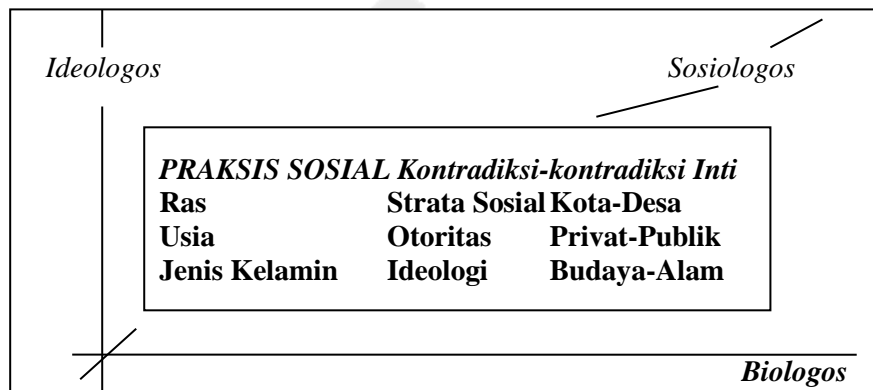 Ideologos Sosiologos
PRAKSIS SOSIAL Kontradiksi-kontradiksi Inti
Ras Strata Sosial Kota-Desa
Usia Otoritas Privat-Publik
Jenis Kelamin Ideologi Budaya-Alam
Biologos